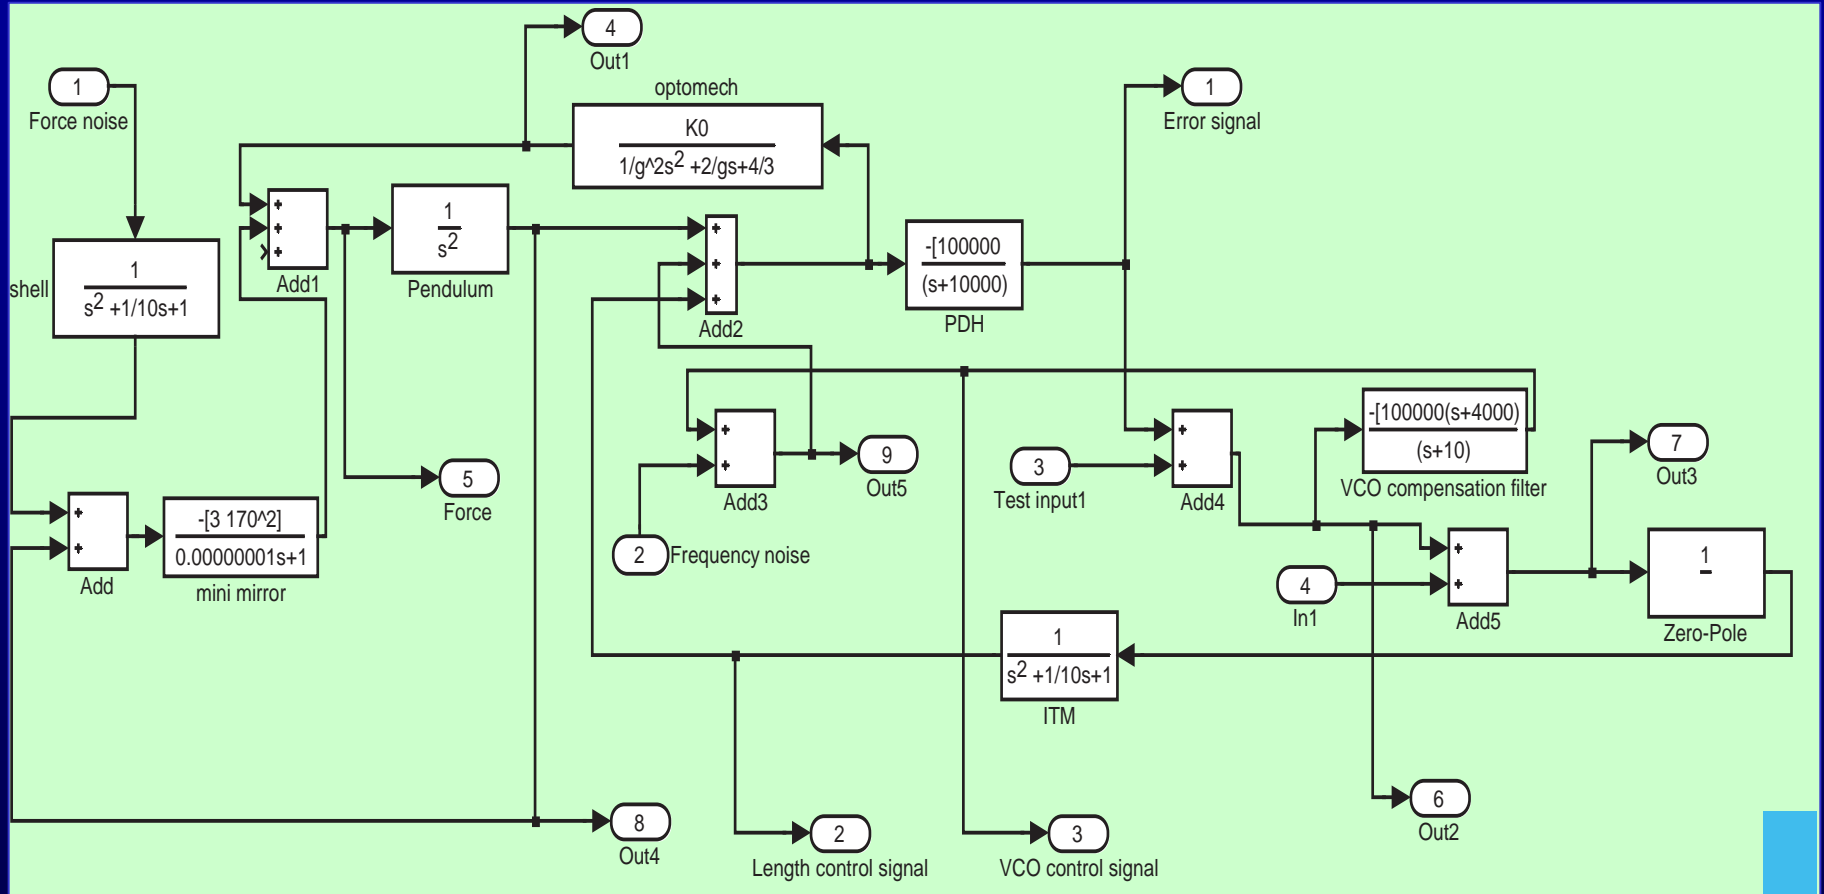 4
Out1
1
Force noise
optomech
K0
1/g^2s2 +2/gs+4/3
1
Error signal
+
+
+
Add1
1
s2
Pendulum
+
+
+
Add2
-[100000
(s+10000)
PDH
shell
1
s2 +1/10s+1
+
+
Add3
9
Out5
3
Test input1
+
+
Add4
-[100000(s+4000)
(s+10)
VCO compensation filter
7
Out3
5
Force
+
+
Add
-[3 170^2]
0.00000001s+1
mini mirror
2
Frequency noise
4
In1
+
+
Add5
1
Zero-Pole
1
s2 +1/10s+1
ITM
8
Out4
2
Length control signal
3
VCO control signal
6
Out2